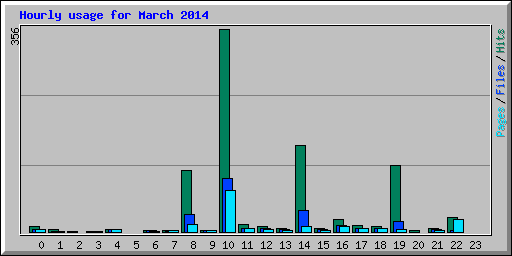 Hourly usage for March 2014
356
Pages/Files/Hits
0 1 2 3 4 5 6 7 8 9 10 11 12 13 14 15 16 17 18 19 20 21 22 23